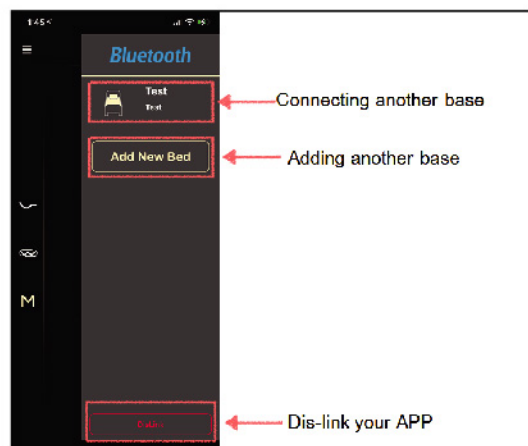 1:45
Bluetooth
Test
Test
Connecting another base
Add New Bed
Adding another base
M
Dis-link your APP